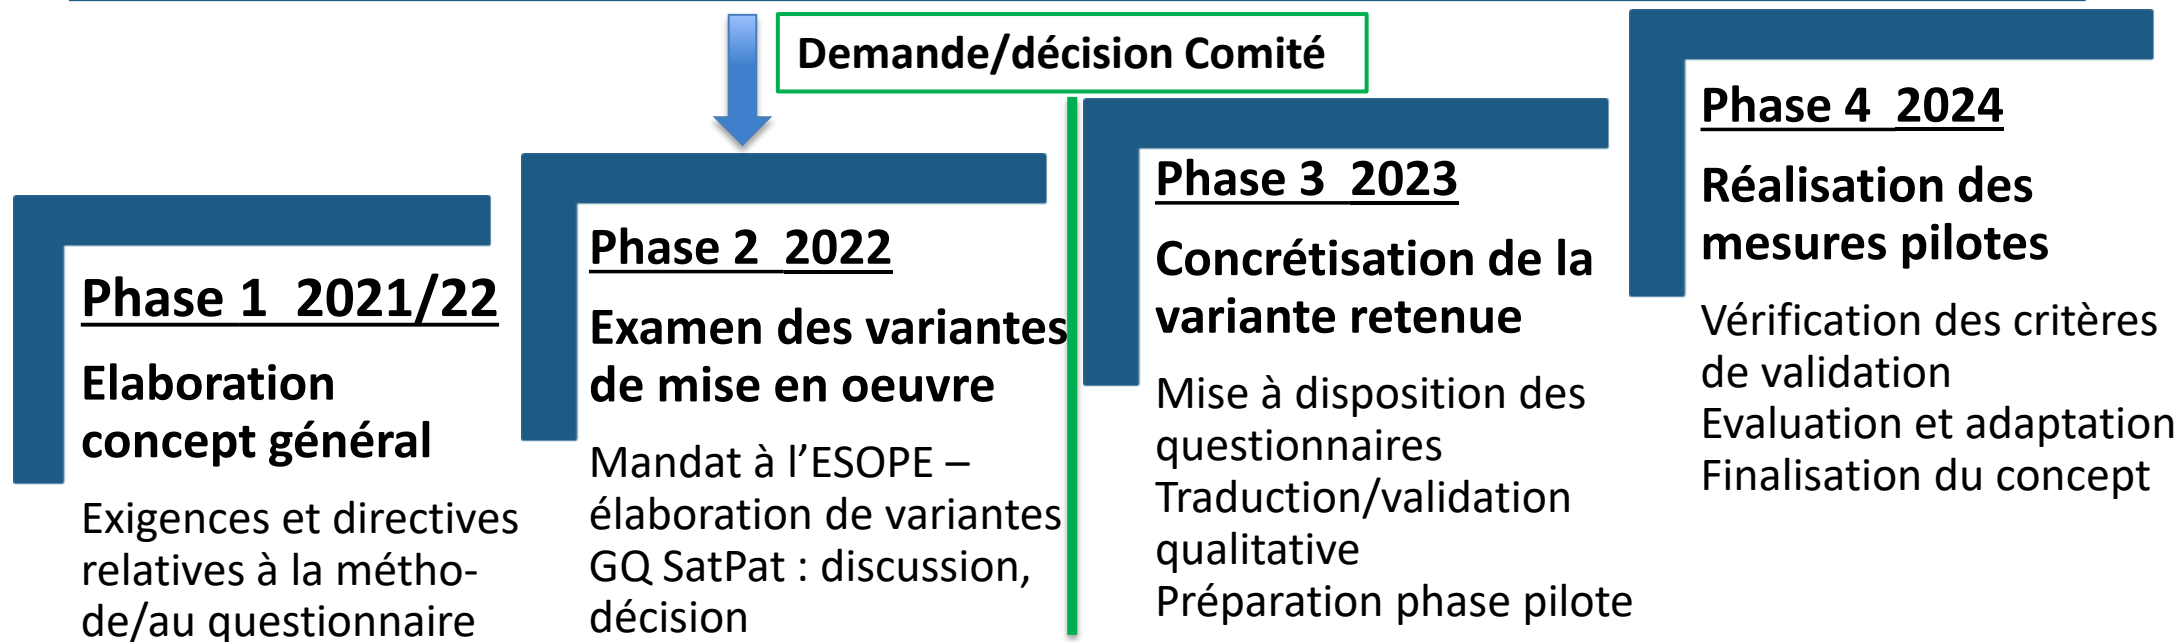 Demande/décision Comité
Phase 1  2021/22
Elaboration
concept général
Exigences et directives
relatives à la métho-
de/au questionnaire
Phase 2  2022
Examen des variantes
de mise en oeuvre
Mandat à l’ESOPE –
élaboration de variantes
GQ SatPat : discussion,
décision
Phase 3  2023
Concrétisation de la
variante retenue
Mise à disposition des
questionnaires
Traduction/validation
qualitative
Préparation phase pilote
Phase 4  2024
Réalisation des
mesures pilotes
Vérification des critères
de validation
Evaluation et adaptation
Finalisation du concept